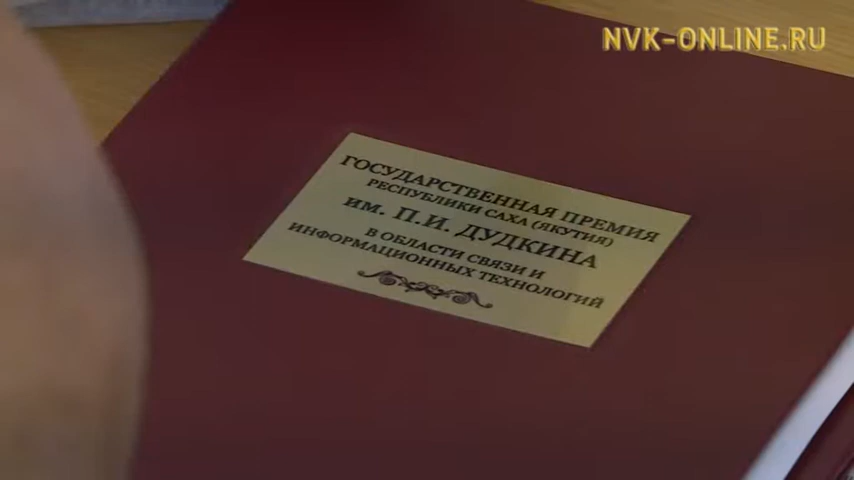 NVK-ONLINE.RU
ГОСУДАРСТВЕННАЯ ПРЕМИЯ
РЕСПУБЛИКИ САХА (ЯКУТИЯ)
ИМ. П.И. ДУДКИНА
В ОБЛАСТИ СВЯЗИ И
ИНФОРМАЦИОННЫХ ТЕХНОЛОГИЙ